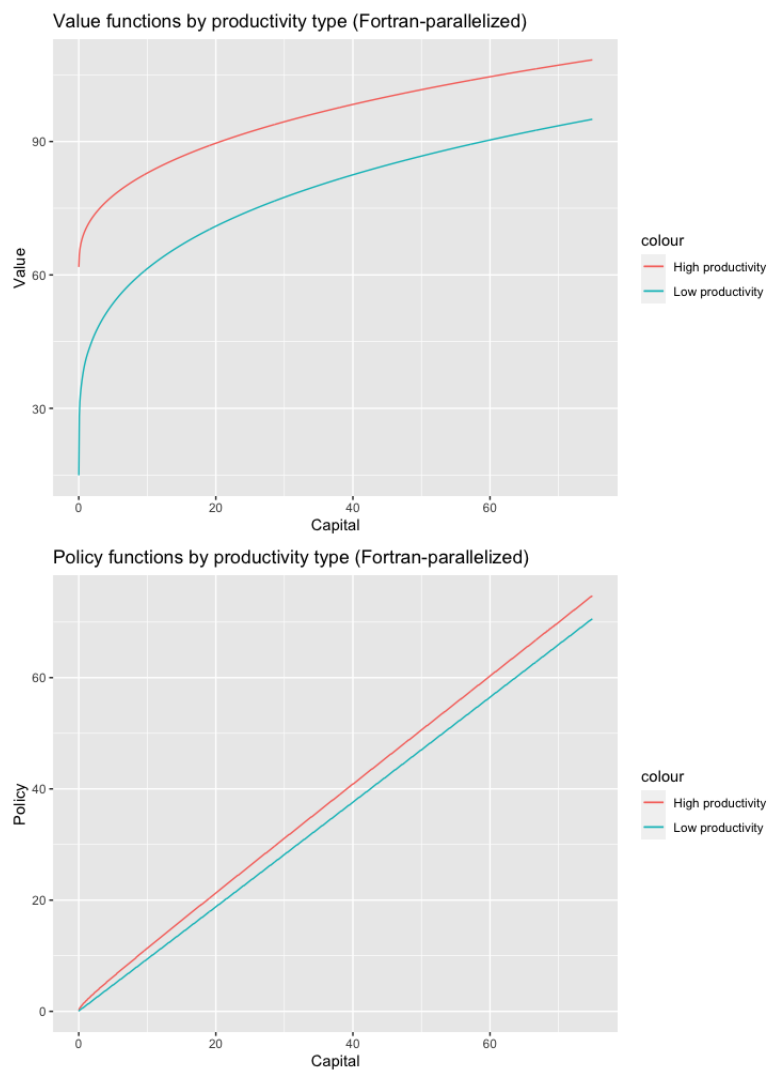 Value functions by productivity type (Fortran-parallelized)
90
60
30
Value
0
20
40
60
Capital
colour
High productivity
Low productivity
Policy functions by productivity type (Fortran-parallelized)
60
40
20
0
Policy
0
20
40
60
Capital
colour
High productivity
Low productivity